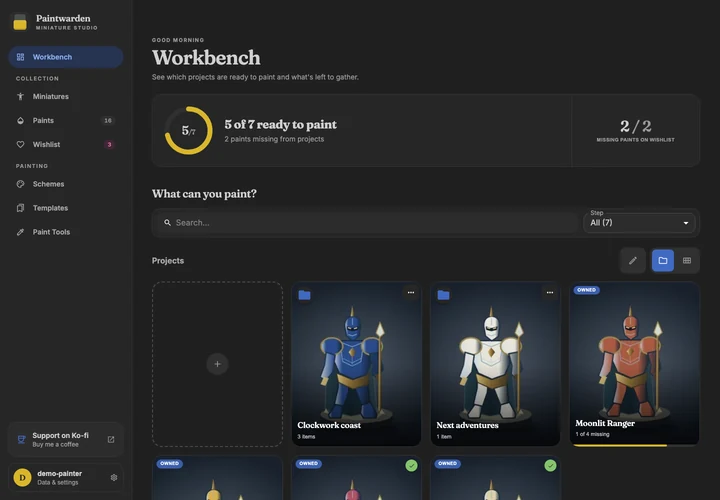 Paintwarden
MINIATURE STUDIO
Workbench
COLLECTION
Miniatures
Paints 16
Wishlist 3
PAINTING
Schemes
Templates
Paint Tools
Support on Ko-fi
Buy me a coffee
D
demo-painter
Data & settings
GOOD MORNING
Workbench
See which projects are ready to paint and what's left to gather.
5/7
5 of 7 ready to paint
2 paints missing from projects
2 / 2
MISSING PAINTS ON WISHLIST
What can you paint?
Search...
Step
All (7)
Projects
Clockwork coast
3 items
Next adventures
1 item
OWNED
Moonlit Ranger
1 of 4 missing
OWNED
OWNED
OWNED